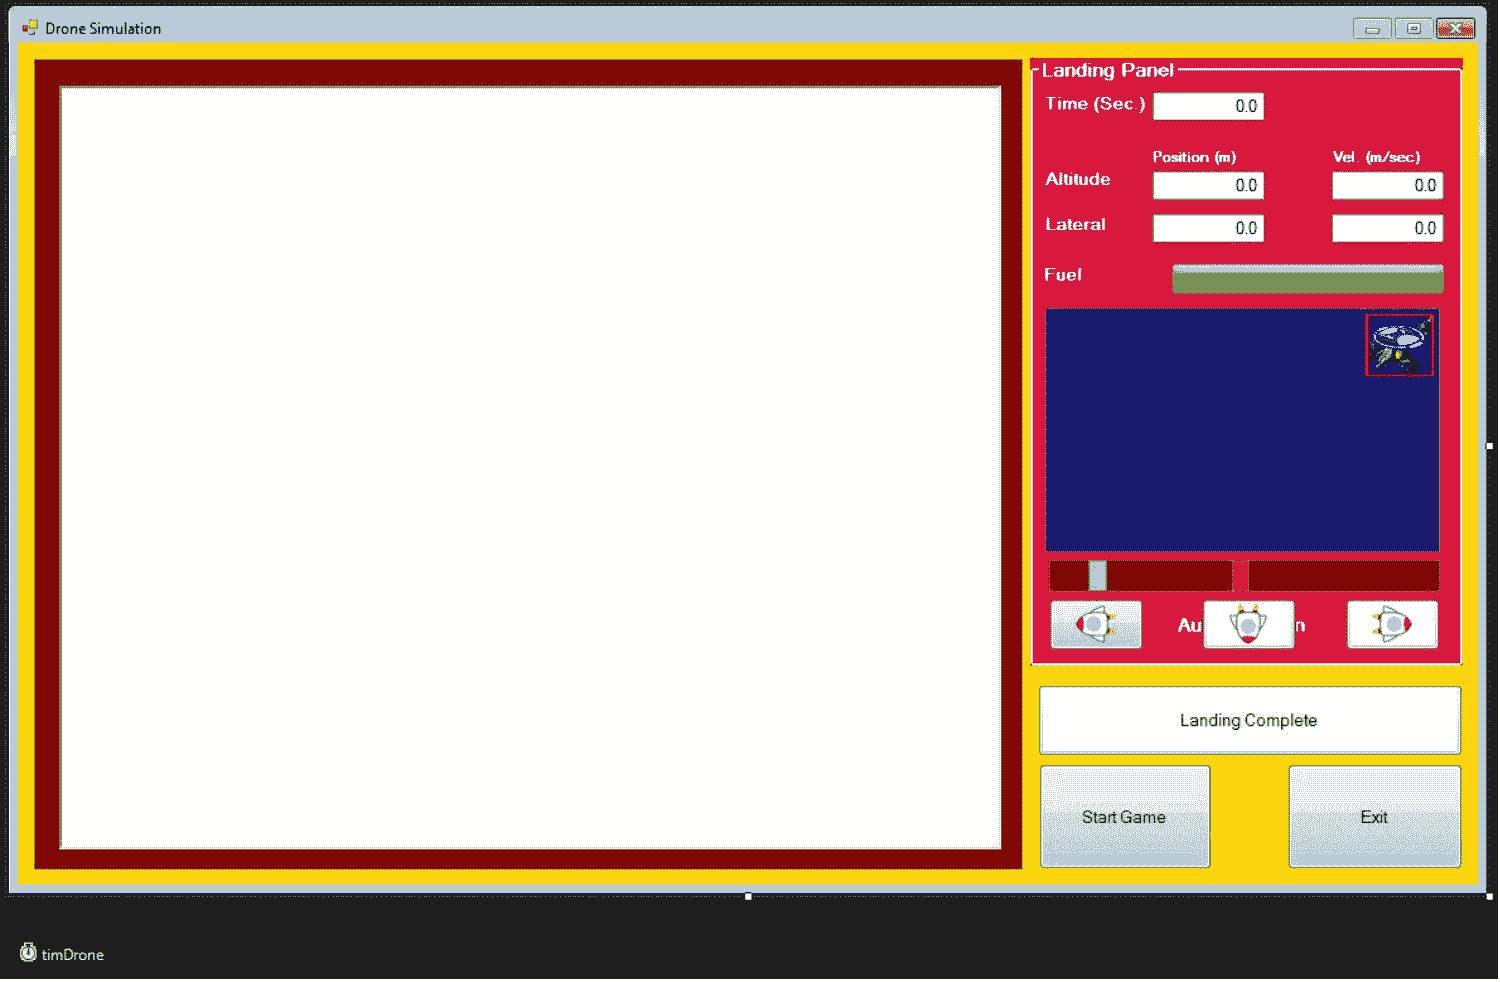 Drone Simulation
Landing Panel
Time (Sec.) 0.0
Position (m) Vel. (m/sec)
Altitude 0.0 0.0
Lateral 0.0 0.0
Fuel
Au n
Landing Complete
Start Game Exit
timDrone